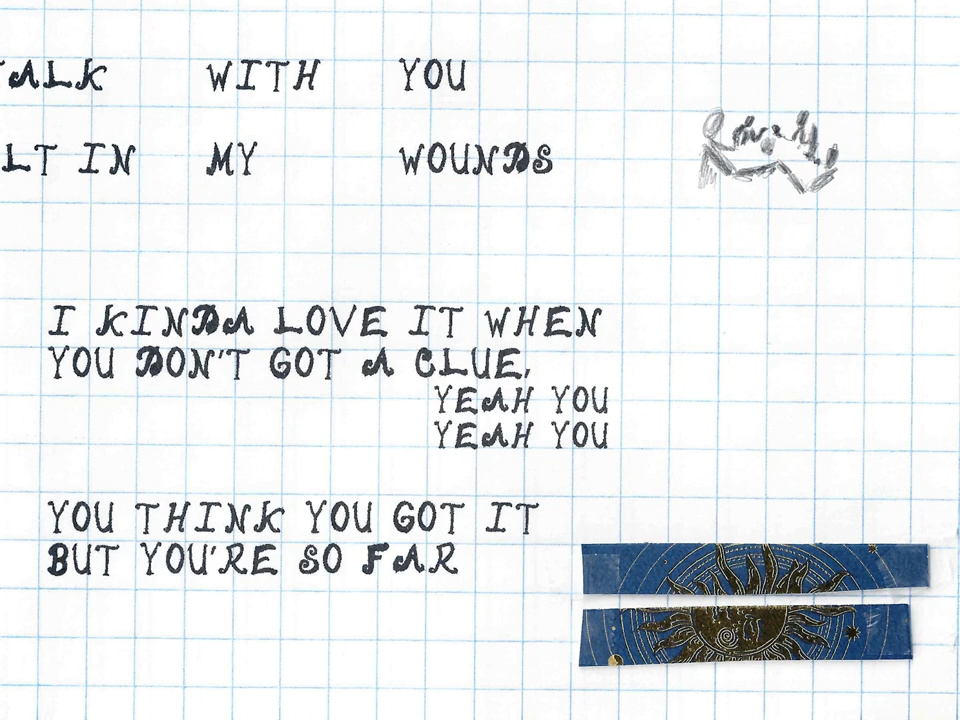 TALK WITH YOU
LT IN MY WOUNDS
I KINDA LOVE IT WHEN
YOU DON'T GOT A CLUE,
YEAH YOU
YEAH YOU
YOU THINK YOU GOT IT
BUT YOU'RE SO FAR